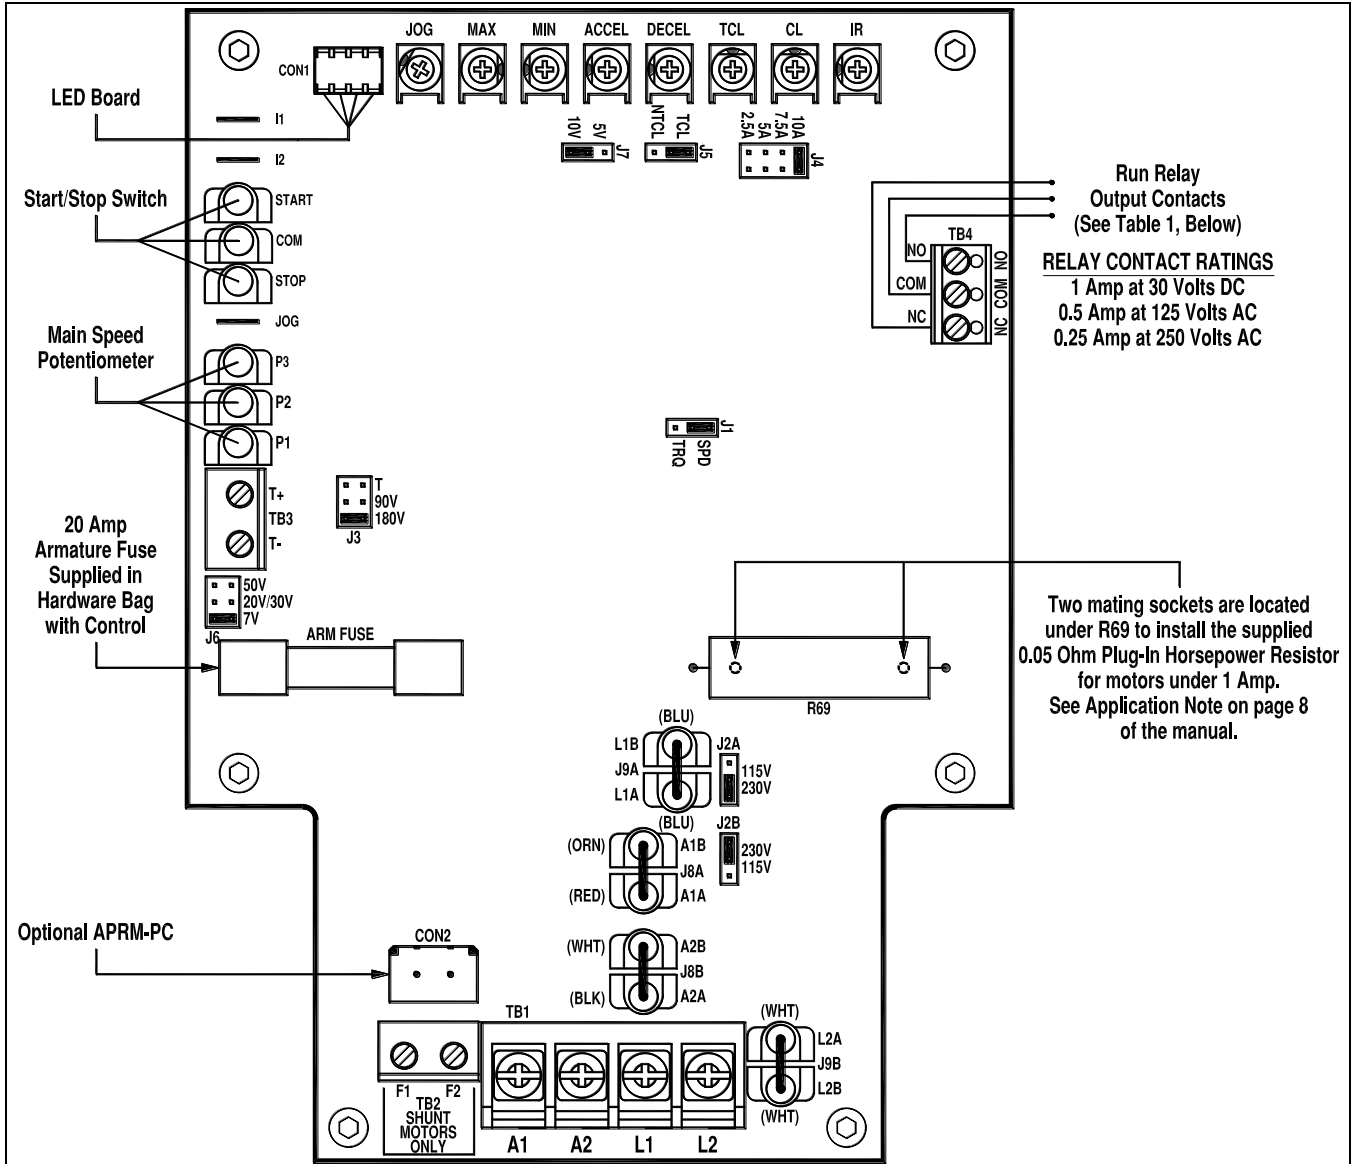 JOG MAX MIN ACCEL DECEL TCL CL IR
CON1
LED Board
I1
I2
10V 5V J7
NTCL TCL J5
2.5A 5A 7.5A 10A J4
Start/Stop Switch
START
COM
STOP
JOG
Run Relay
Output Contacts
(See Table 1, Below)
TB4
NO NO
COM COM
NC NC
RELAY CONTACT RATINGS
1 Amp at 30 Volts DC
0.5 Amp at 125 Volts AC
0.25 Amp at 250 Volts AC
Main Speed
Potentiometer
P3
P2
P1
J1
TRQ SPD
T+
TB3
T-
T
90V
180V
J3
20 Amp
Armature Fuse
Supplied in
Hardware Bag
with Control
50V
20V/30V
7V
J6
ARM FUSE
Two mating sockets are located
under R69 to install the supplied
0.05 Ohm Plug-In Horsepower Resistor
for motors under 1 Amp.
See Application Note on page 8
of the manual.
R69
(BLU)
L1B
J9A
L1A
(BLU)
J2A
115V
230V
J2B
230V
115V
(ORN) A1B
J8A
(RED) A1A
Optional APRM-PC
CON2
(WHT) A2B
J8B
(BLK) A2A
TB1
(WHT)
L2A
J9B
L2B
(WHT)
F1 F2
TB2
SHUNT
MOTORS
ONLY
A1 A2 L1 L2